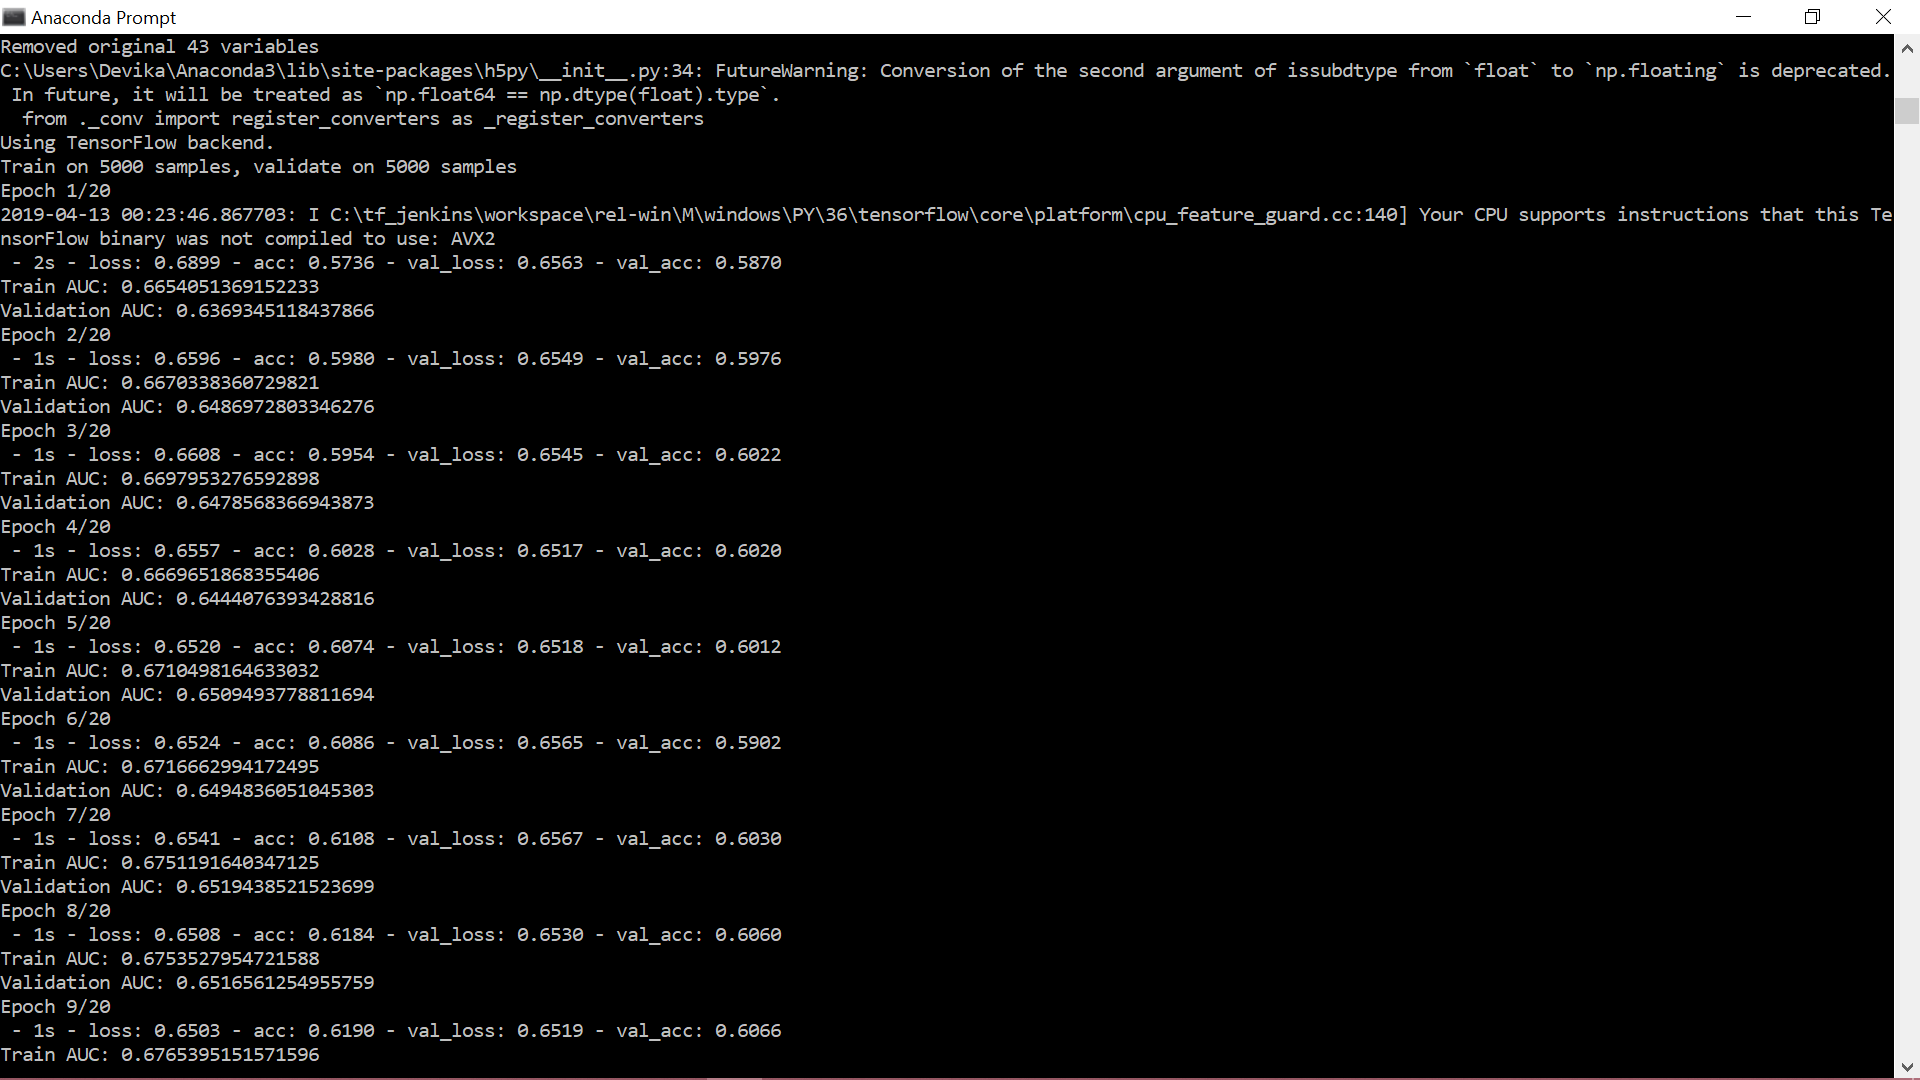 Anaconda Prompt
Removed original 43 variables
C:\Users\Devika\Anaconda3\lib\site-packages\h5py\__init__.py:34: FutureWarning: Conversion of the second argument of issubdtype from `float` to `np.floating` is deprecated.
 In future, it will be treated as `np.float64 == np.dtype(float).type`.
  from ._conv import register_converters as _register_converters
Using TensorFlow backend.
Train on 5000 samples, validate on 5000 samples
Epoch 1/20
2019-04-13 00:23:46.867703: I C:\tf_jenkins\workspace\rel-win\M\windows\PY\36\tensorflow\core\platform\cpu_feature_guard.cc:140] Your CPU supports instructions that this Te
nsorFlow binary was not compiled to use: AVX2
 - 2s - loss: 0.6899 - acc: 0.5736 - val_loss: 0.6563 - val_acc: 0.5870
Train AUC: 0.6654051369152233
Validation AUC: 0.6369345118437866
Epoch 2/20
 - 1s - loss: 0.6596 - acc: 0.5980 - val_loss: 0.6549 - val_acc: 0.5976
Train AUC: 0.6670338360729821
Validation AUC: 0.6486972803346276
Epoch 3/20
 - 1s - loss: 0.6608 - acc: 0.5954 - val_loss: 0.6545 - val_acc: 0.6022
Train AUC: 0.6697953276592898
Validation AUC: 0.6478568366943873
Epoch 4/20
 - 1s - loss: 0.6557 - acc: 0.6028 - val_loss: 0.6517 - val_acc: 0.6020
Train AUC: 0.6669651868355406
Validation AUC: 0.6444076393428816
Epoch 5/20
 - 1s - loss: 0.6520 - acc: 0.6074 - val_loss: 0.6518 - val_acc: 0.6012
Train AUC: 0.6710498164633032
Validation AUC: 0.6509493778811694
Epoch 6/20
 - 1s - loss: 0.6524 - acc: 0.6086 - val_loss: 0.6565 - val_acc: 0.5902
Train AUC: 0.6716662994172495
Validation AUC: 0.6494836051045303
Epoch 7/20
 - 1s - loss: 0.6541 - acc: 0.6108 - val_loss: 0.6567 - val_acc: 0.6030
Train AUC: 0.6751191640347125
Validation AUC: 0.6519438521523699
Epoch 8/20
 - 1s - loss: 0.6508 - acc: 0.6184 - val_loss: 0.6530 - val_acc: 0.6060
Train AUC: 0.6753527954721588
Validation AUC: 0.6516561254955759
Epoch 9/20
 - 1s - loss: 0.6503 - acc: 0.6190 - val_loss: 0.6519 - val_acc: 0.6066
Train AUC: 0.6765395151571596